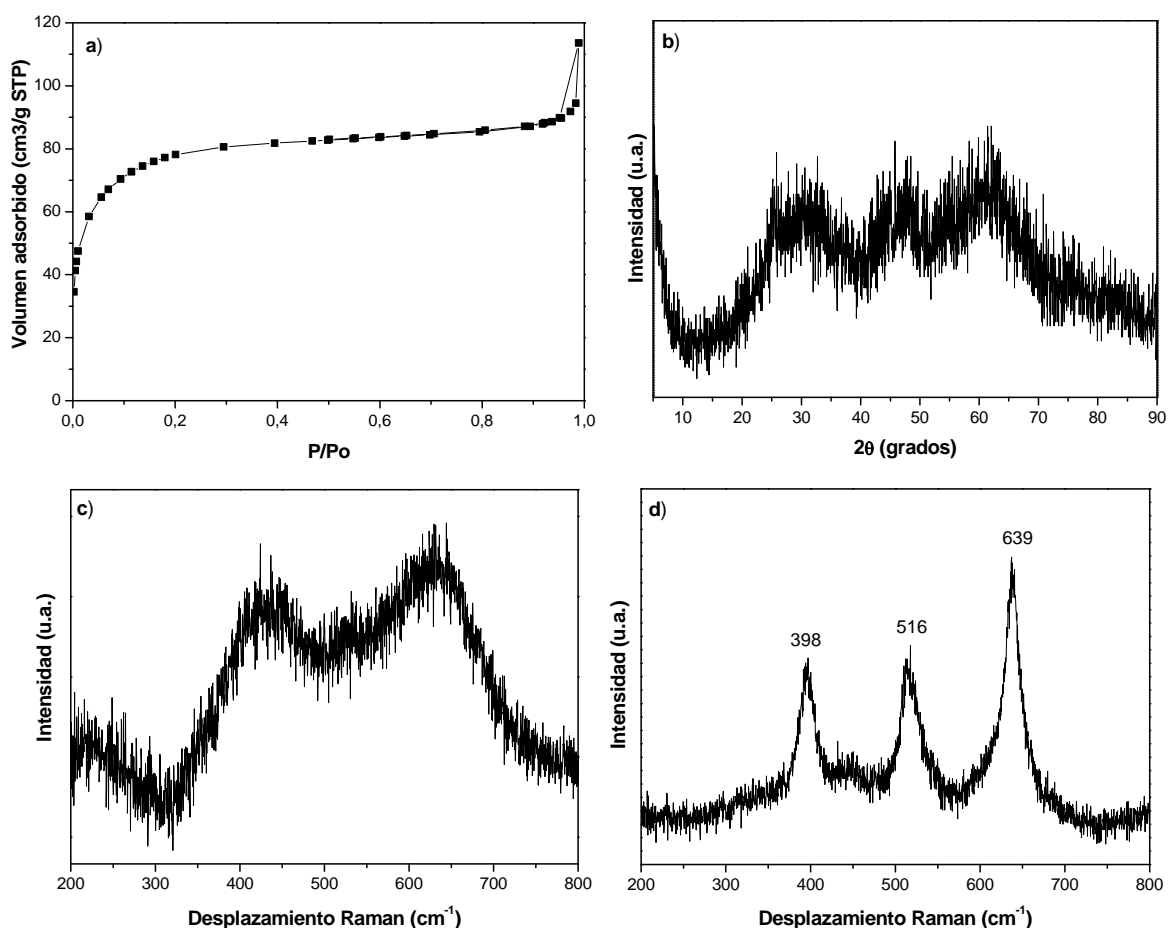 a)
Volumen adsorbido (cm3/g STP)
120
100
80
60
40
20
0
0,0 0,2 0,4 0,6 0,8 1,0
P/Po
b)
Intensidad (u.a.)
10 20 30 40 50 60 70 80 90
2θ (grados)
c)
Intensidad (u.a.)
200 300 400 500 600 700 800
Desplazamiento Raman (cm⁻¹)
d)
Intensidad (u.a.)
398
516
639
200 300 400 500 600 700 800
Desplazamiento Raman (cm⁻¹)